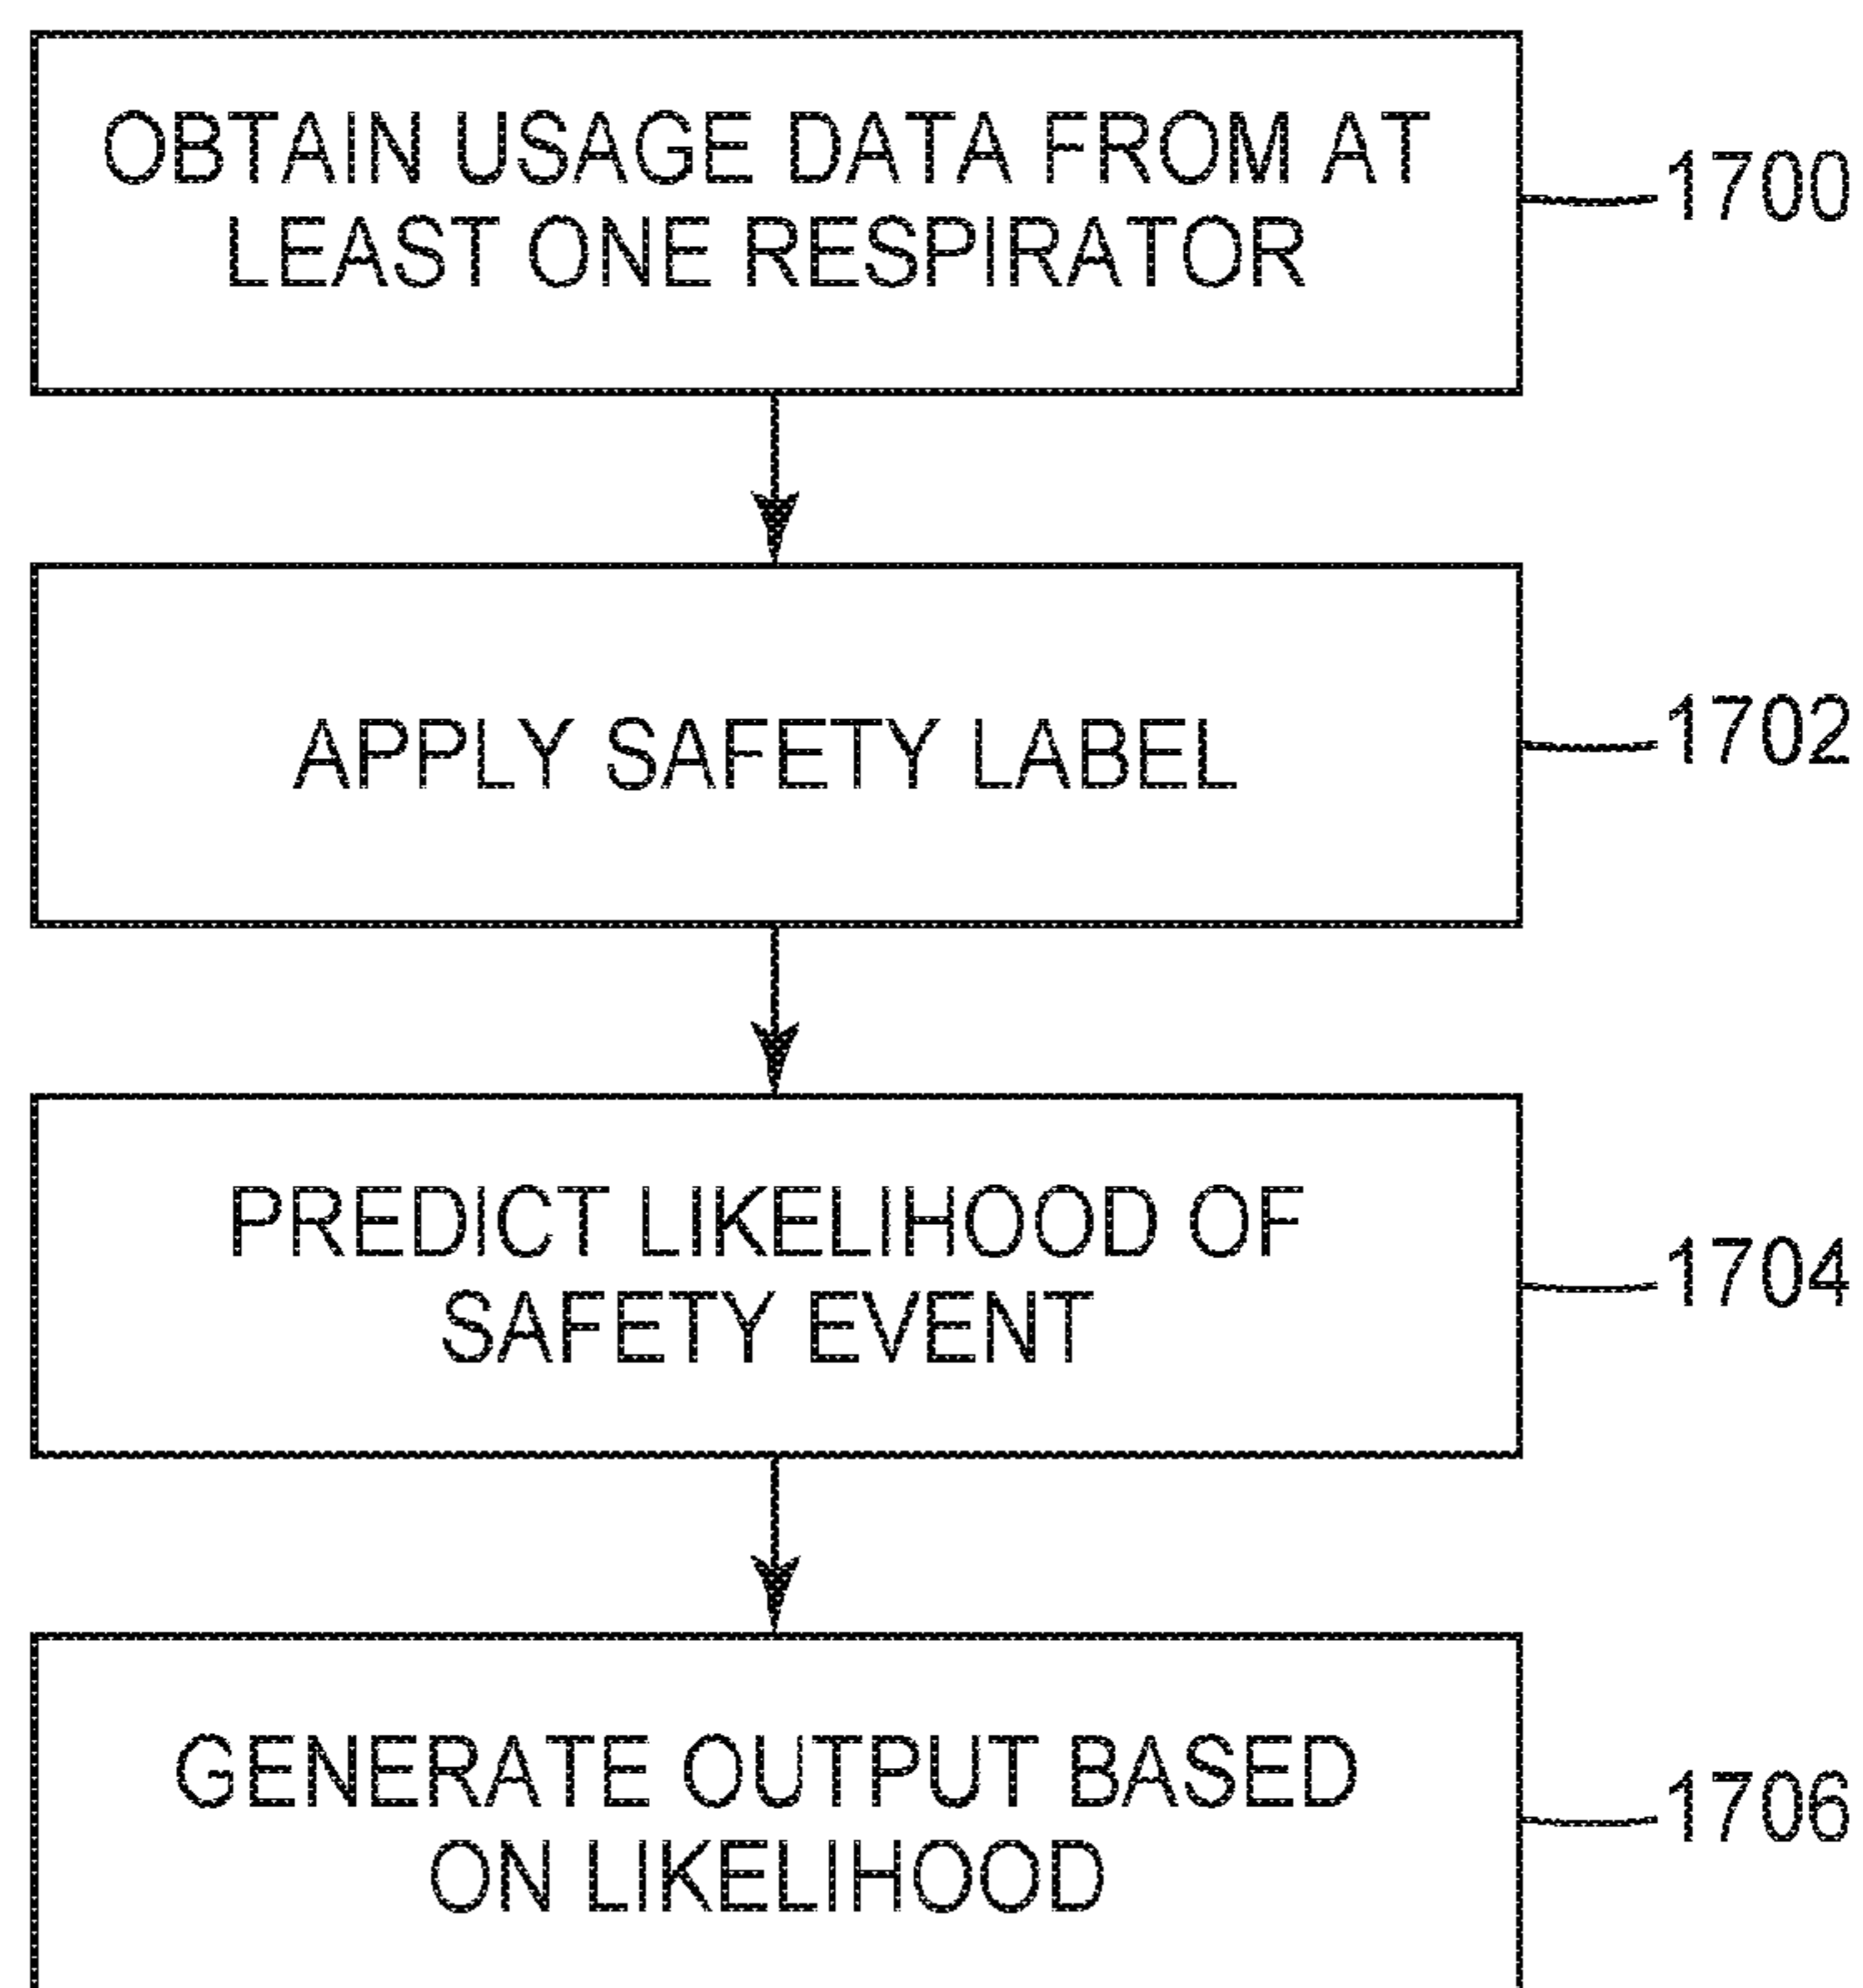 OBTAIN USAGE DATA FROM AT
LEAST ONE RESPIRATOR
1700
APPLY SAFETY LABEL
1702
PREDICT LIKELIHOOD OF
SAFETY EVENT
1704
GENERATE OUTPUT BASED
ON LIKELIHOOD
1706